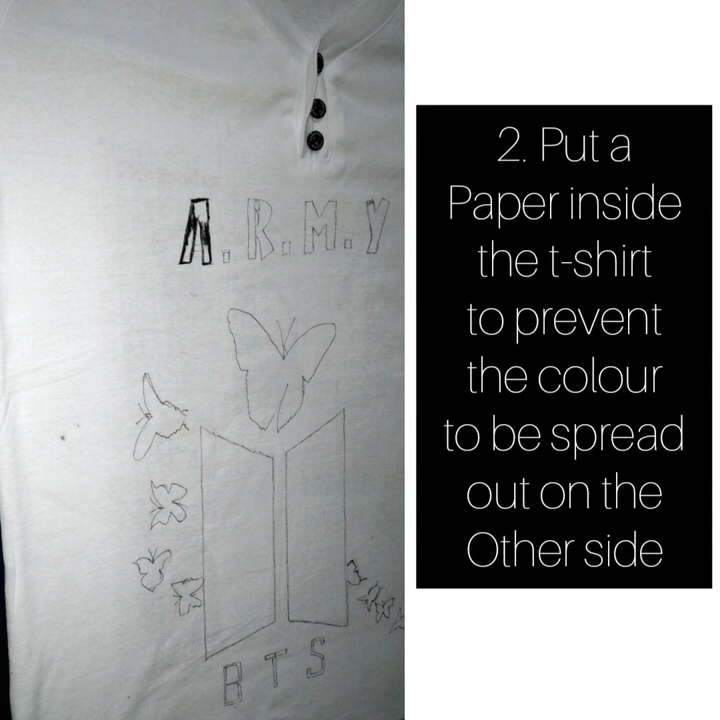 A.R.M.Y
BTS
2. Put a
Paper inside
the t-shirt
to prevent
the colour
to be spread
out on the
Other side